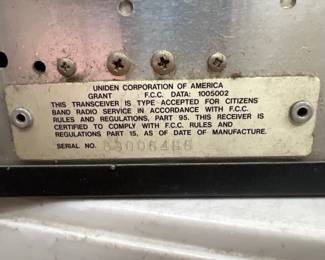 UNIDEN CORPORATION OF AMERICA
GRANT F.C.C. DATA: 1005002
THIS TRANSCEIVER IS TYPE ACCEPTED FOR CITIZENS
BAND RADIO SERVICE IN ACCORDANCE WITH F.C.C.
RULES AND REGULATIONS, PART 95. THIS RECEIVER IS
CERTIFIED TO COMPLY WITH F.C.C. RULES AND
REGULATIONS PART 15, AS OF DATE OF MANUFACTURE.
SERIAL NO.